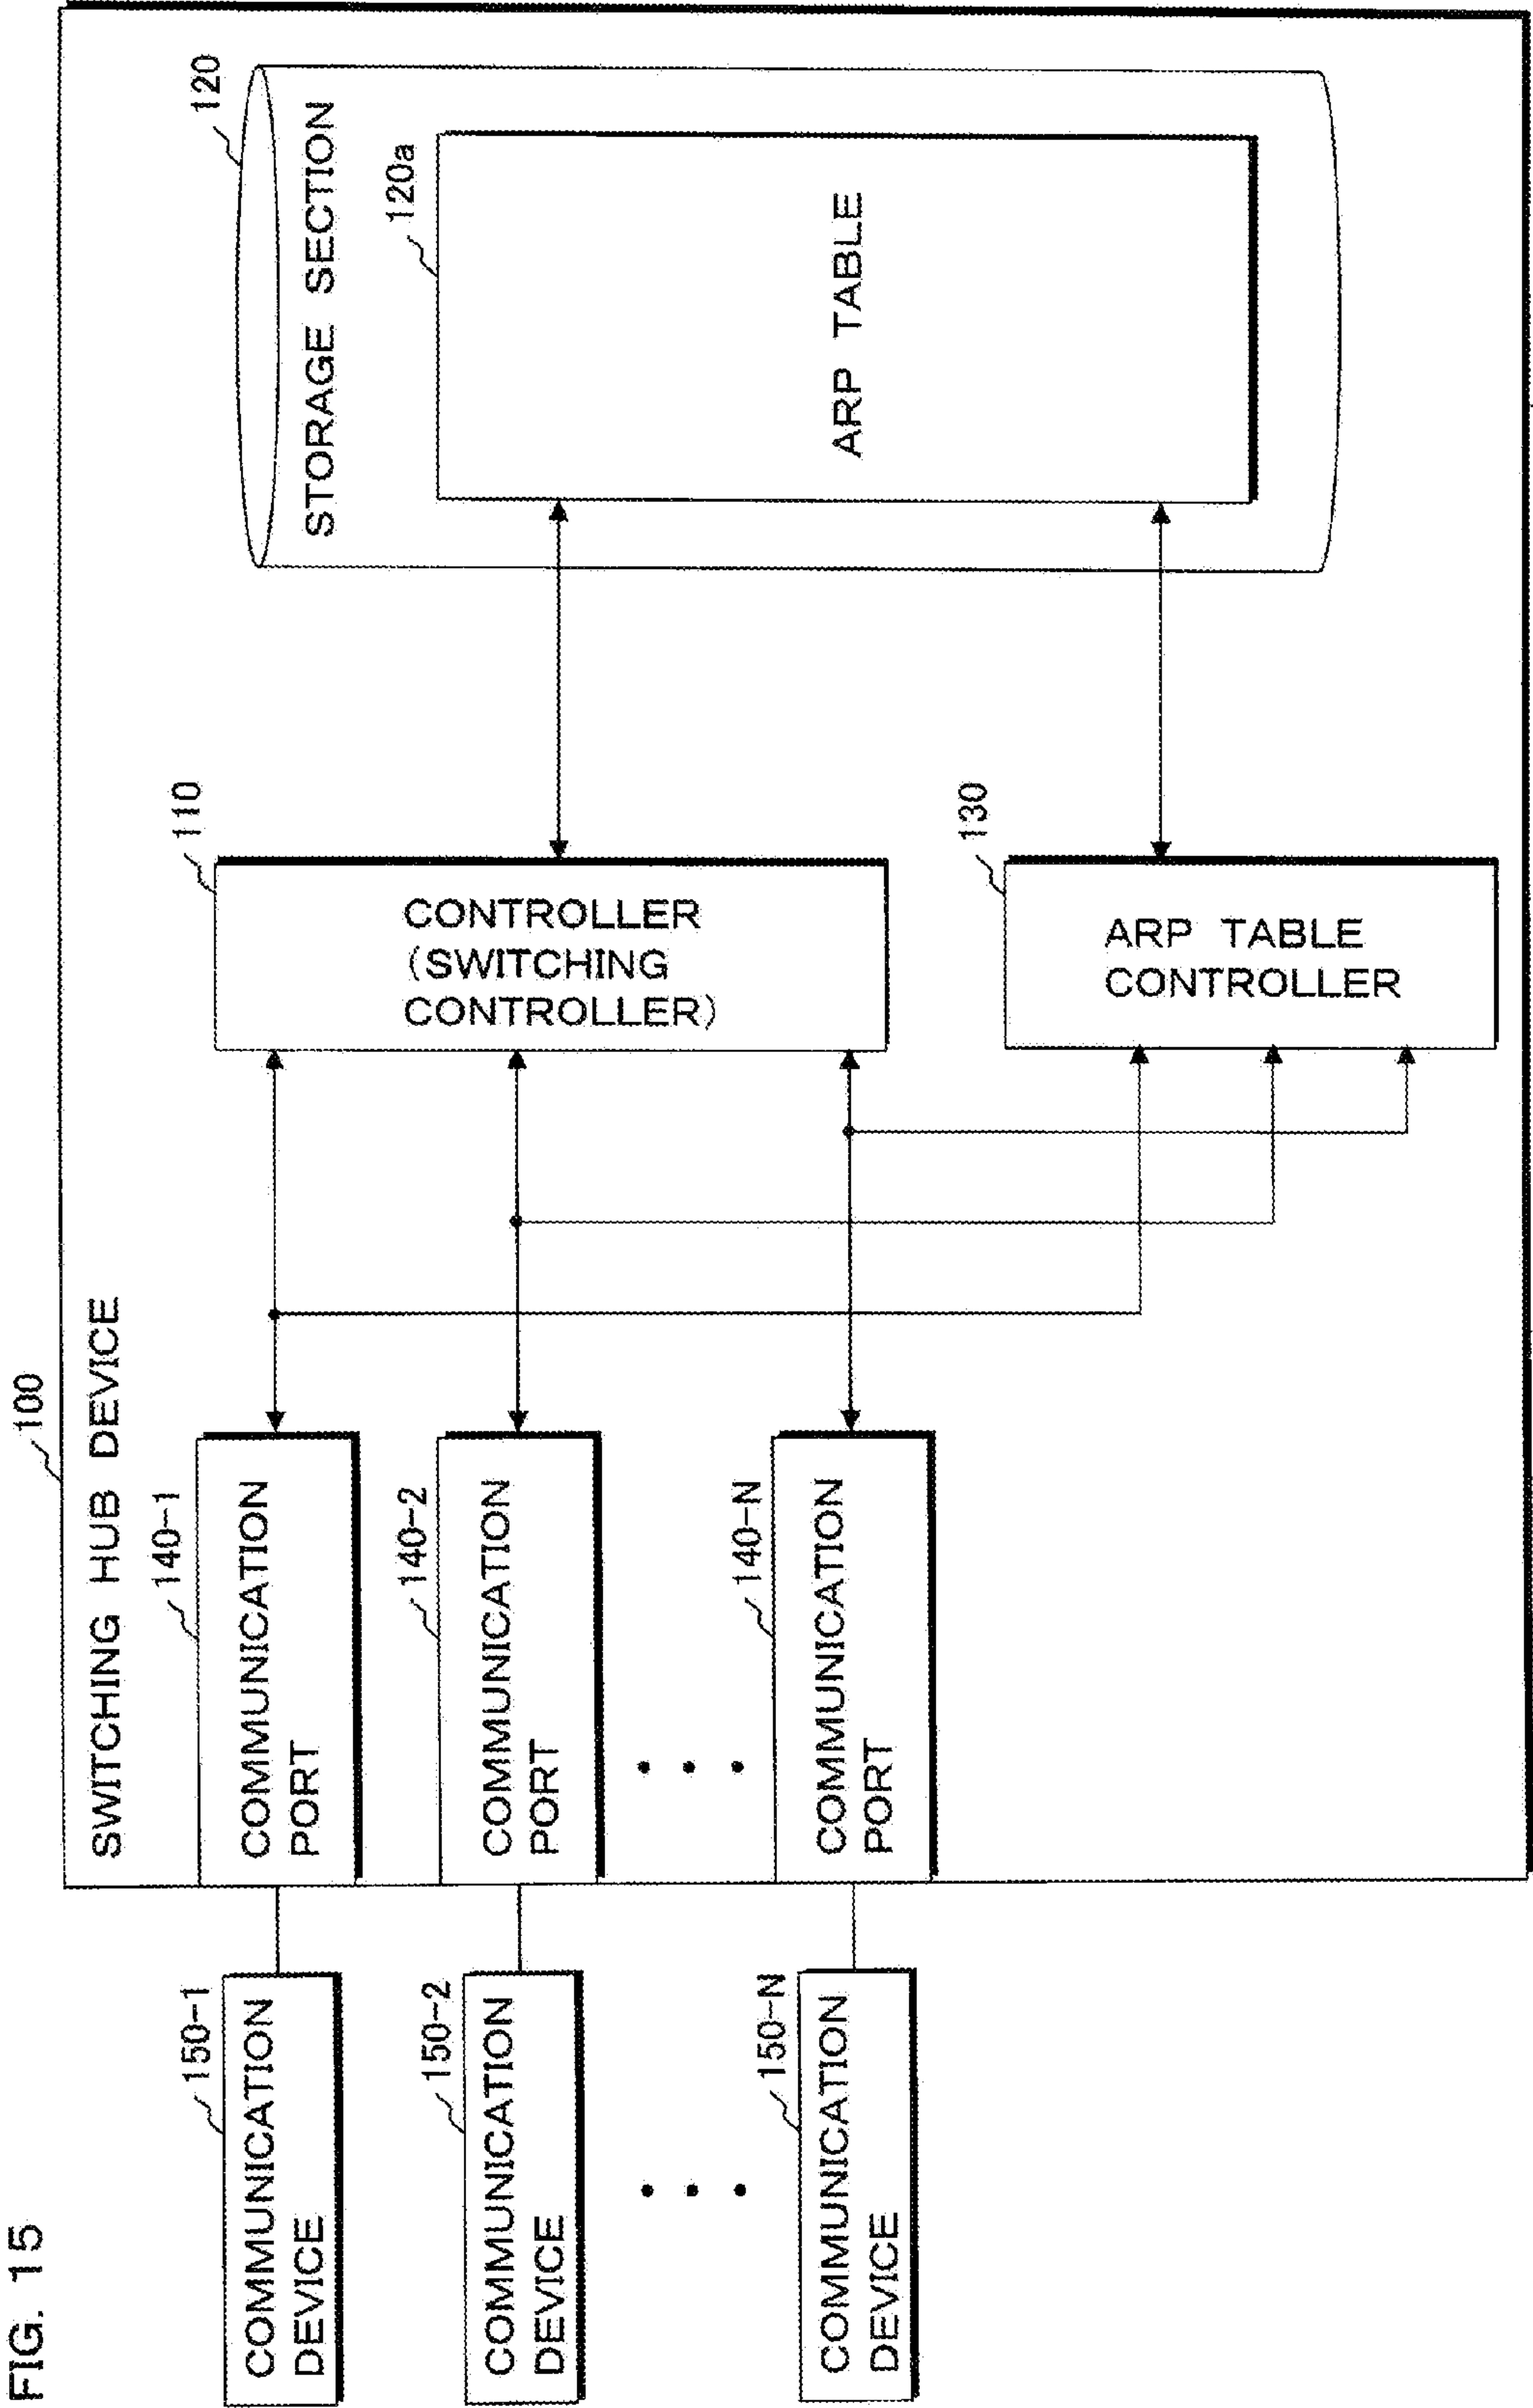 FIG. 15
100
SWITCHING HUB DEVICE
150-1
COMMUNICATION
DEVICE
150-2
COMMUNICATION
DEVICE
150-N
COMMUNICATION
DEVICE
140-1
COMMUNICATION
PORT
140-2
COMMUNICATION
PORT
140-N
COMMUNICATION
PORT
110
CONTROLLER
(SWITCHING
CONTROLLER)
130
ARP TABLE
CONTROLLER
120
STORAGE SECTION
120a
ARP TABLE